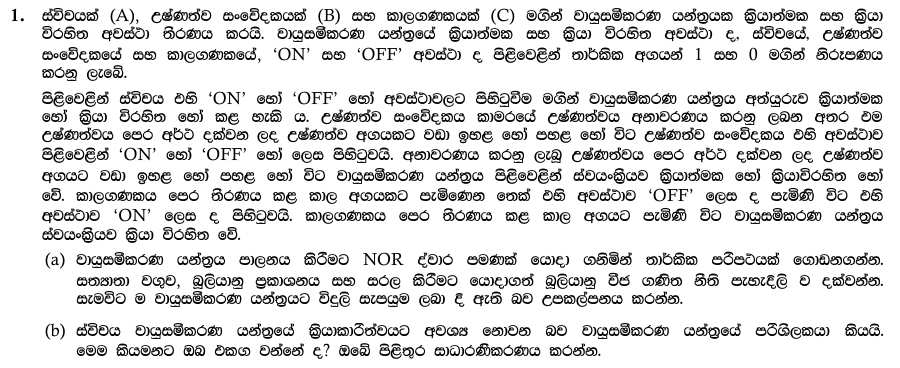 1. ස්විචයක් (A), උෂ්ණත්ව සංවේදකයක් (B) සහ කාලගණකයක් (C) මගින් වායුසමීකරණ යන්ත්‍රයක ක්‍රියාත්මක සහ ක්‍රියා
විරහිත අවස්ථා තීරණය කරයි. වායුසමීකරණ යන්ත්‍රයේ ක්‍රියාත්මක සහ ක්‍රියා විරහිත අවස්ථා ද, ස්විචයේ, උෂ්ණත්ව
සංවේදකයේ සහ කාලගණකයේ, ‘ON’ සහ ‘OFF’ අවස්ථා ද පිළිවෙළින් තාර්කික අගයන් 1 සහ 0 මගින් නිරූපණය
කරනු ලැබේ.
පිළිවෙළින් ස්විචය එහි ‘ON’ හෝ ‘OFF’ හෝ අවස්ථාවලට පිහිටුවීම මගින් වායුසමීකරණ යන්ත්‍රය අත්යුරුව ක්‍රියාත්මක
හෝ ක්‍රියා විරහිත හෝ කළ හැකි ය. උෂ්ණත්ව සංවේදකය කාමරයේ උෂ්ණත්වය අනාවරණය කරනු ලබන අතර එම
උෂ්ණත්වය පෙර අර්ථ දක්වන ලද උෂ්ණත්ව අගයකට වඩා ඉහළ හෝ පහළ හෝ විට උෂ්ණත්ව සංවේදකය එහි අවස්ථාව
පිළිවෙළින් ‘ON’ හෝ ‘OFF’ හෝ ලෙස පිහිටුවයි. අනාවරණය කරනු ලැබූ උෂ්ණත්වය පෙර අර්ථ දක්වන ලද උෂ්ණත්ව
අගයට වඩා ඉහළ හෝ පහළ හෝ විට වායුසමීකරණ යන්ත්‍රය පිළිවෙළින් ස්වයංක්‍රියව ක්‍රියාත්මක හෝ ක්‍රියාවිරහිත හෝ
වේ. කාලගණකය පෙර තීරණය කළ කාල අගයකට පැමිණෙන තෙක් එහි අවස්ථාව ‘OFF’ ලෙස ද පැමිණි විට එහි
අවස්ථාව ‘ON’ ලෙස ද පිහිටුවයි. කාලගණකය පෙර තීරණය කළ කාල අගයට පැමිණි විට වායුසමීකරණ යන්ත්‍රය
ස්වයංක්‍රියව ක්‍රියා විරහිත වේ.
(a) වායුසමීකරණ යන්ත්‍රය පාලනය කිරීමට NOR ද්වාර පමණක් යොදා ගනිමින් තාර්කික පරිපථයක් ගොඩනගන්න.
සත්‍යතා වගුව, බූලියානු ප්‍රකාශනය සහ සරල කිරීමට යොදාගත් බූලියානු වීජ ගණිත නීති පැහැදිලි ව දක්වන්න.
සැමවිට ම වායුසමීකරණ යන්ත්‍රයට විදුලි සැපයුම ලබා දී ඇති බව උපකල්පනය කරන්න.
(b) ස්විචය වායුසමීකරණ යන්ත්‍රයේ ක්‍රියාකාරීත්වයට අවශ්‍ය නොවන බව වායුසමීකරණ යන්ත්‍රයේ පරිශීලකයා කියයි.
මෙම කියමනට ඔබ එකඟ වන්නේ ද? ඔබේ පිළිතුර සාධාරණීකරණය කරන්න.